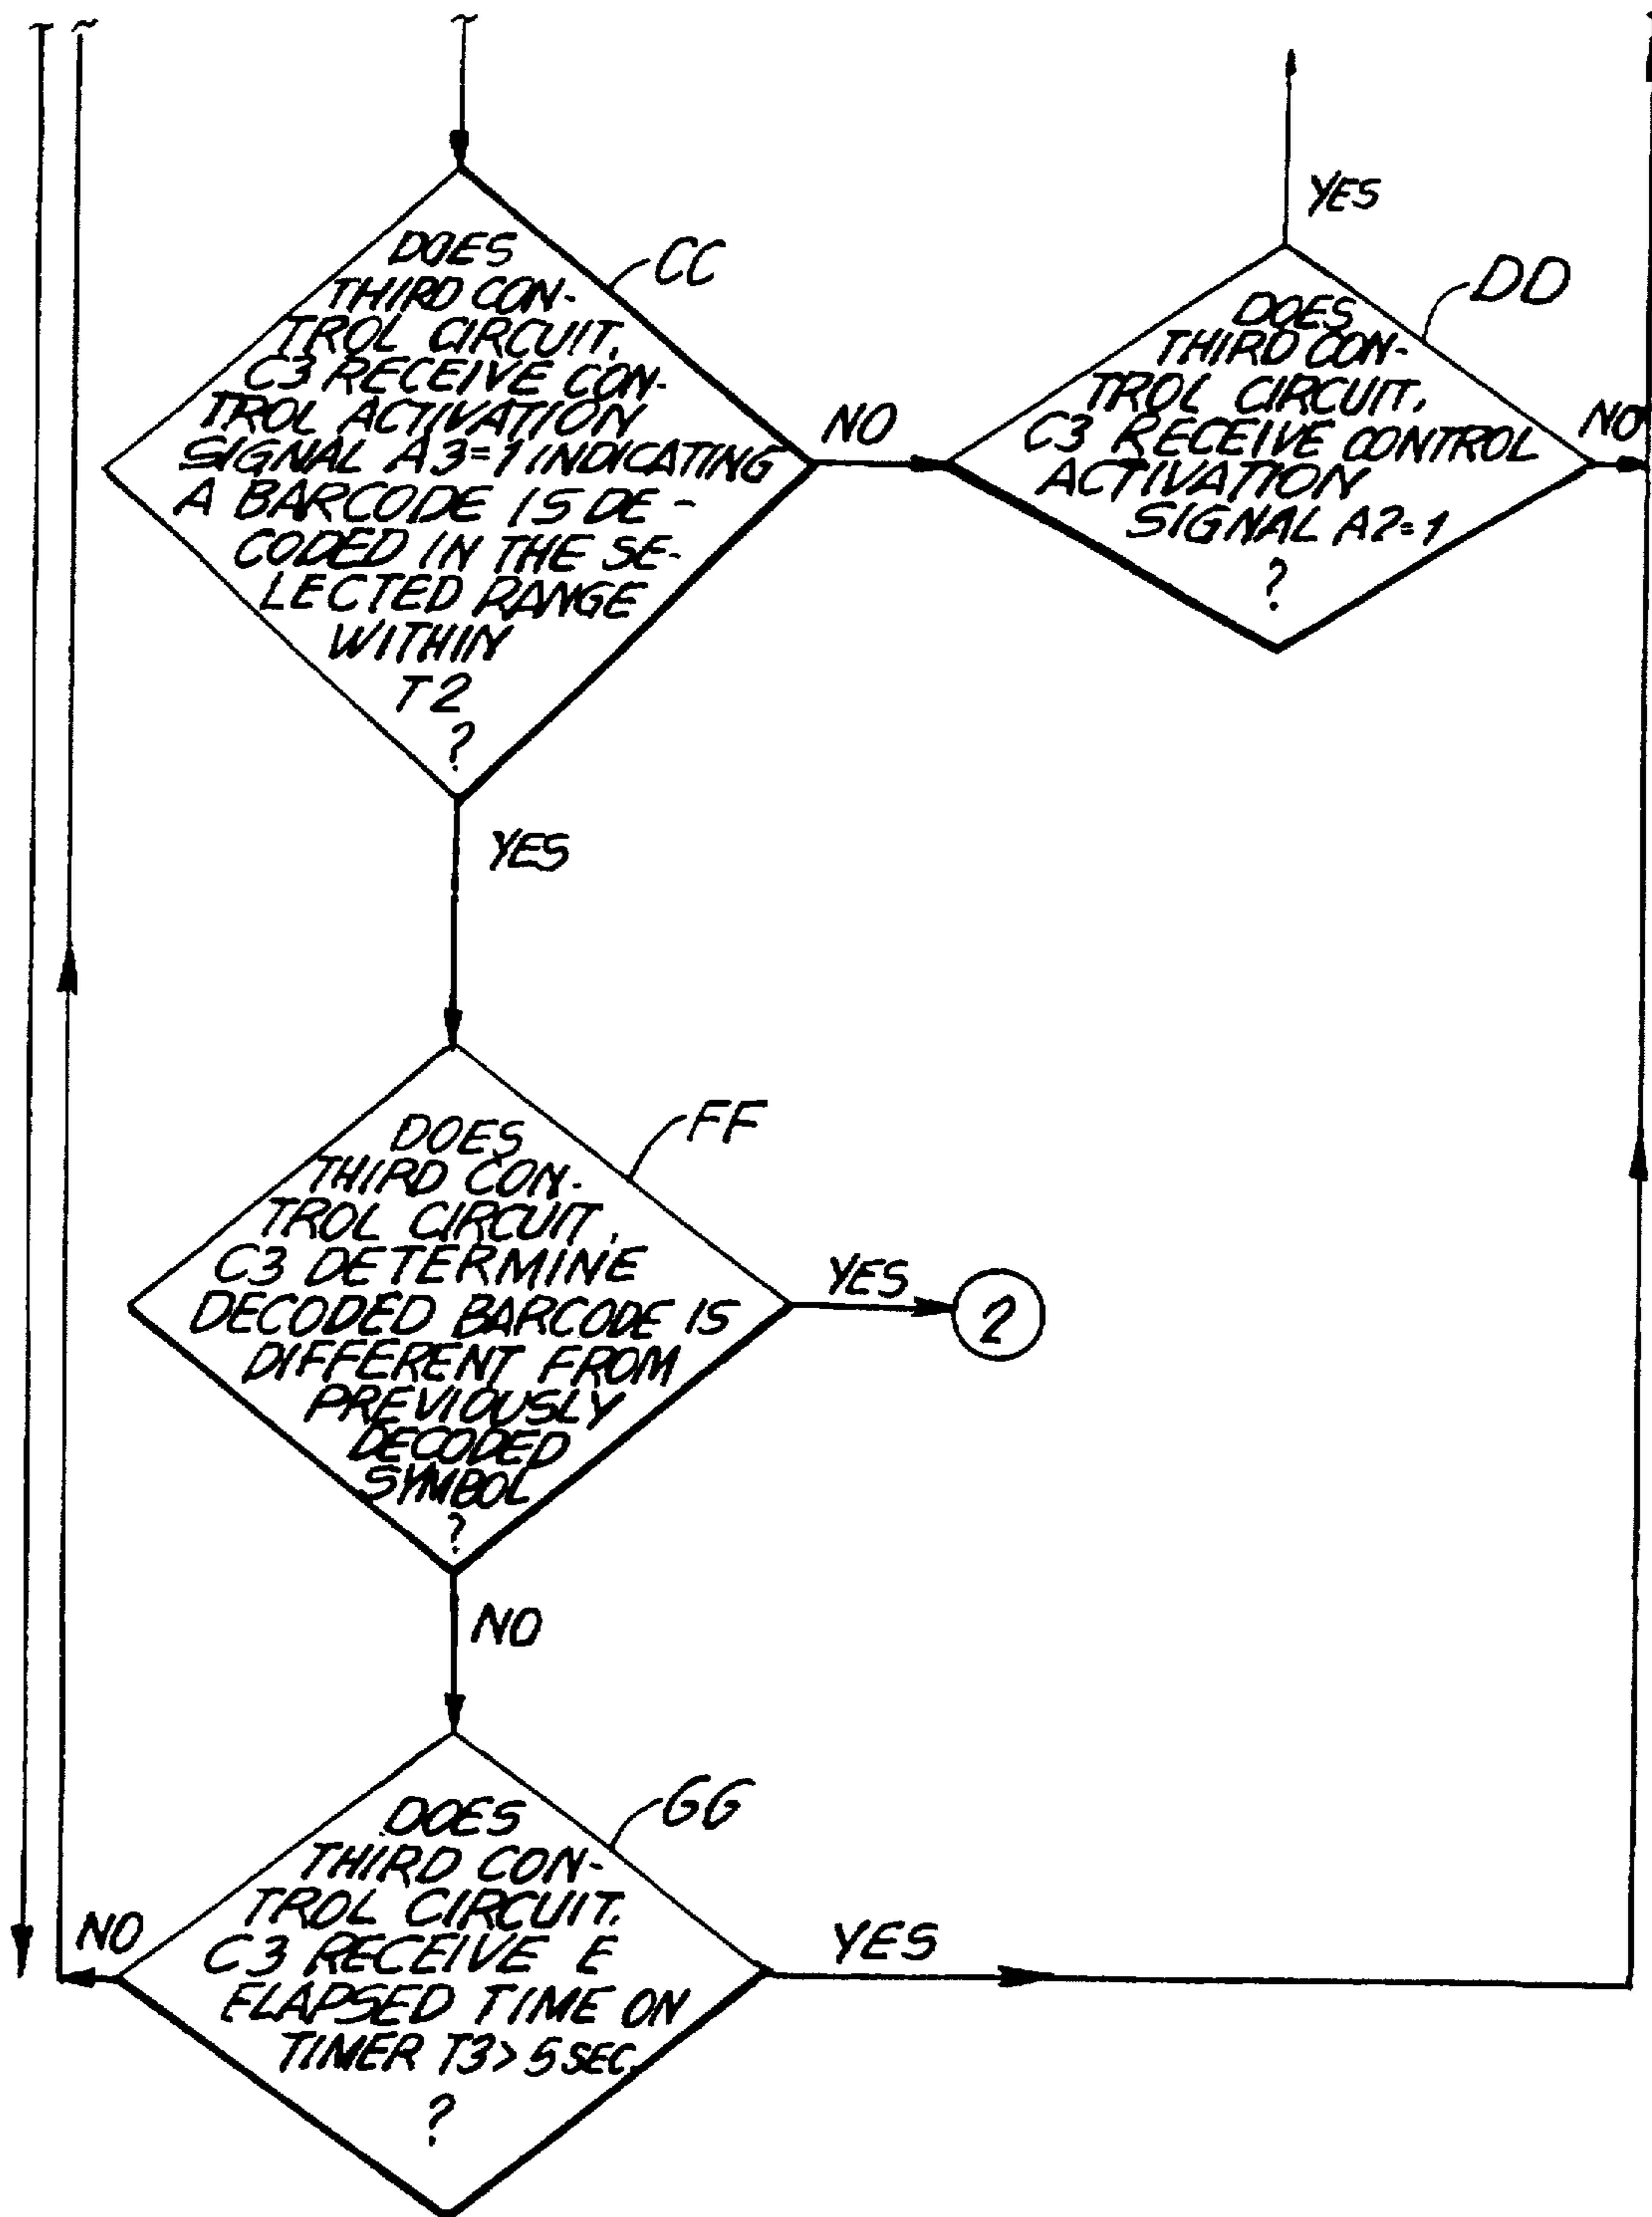 DOES
THIRD CON-
TROL CIRCUIT,
C3 RECEIVE CON-
TROL ACTIVATION
SIGNAL A3=1 INDICATING
A BARCODE IS DE-
CODED IN THE SE-
LECTED RANGE
WITHIN
T2
?
CC
NO
YES
DOES
THIRD CON-
TROL CIRCUIT,
C3 RECEIVE CONTROL
ACTIVATION
SIGNAL A2=1
?
DD
YES
NO
DOES
THIRD CON-
TROL CIRCUIT,
C3 DETERMINE
DECODED BARCODE IS
DIFFERENT FROM
PREVIOUSLY
DECODED
SYMBOL
?
FF
YES
2
NO
DOES
THIRD CON-
TROL CIRCUIT,
C3 RECEIVE E
ELAPSED TIME ON
TIMER T3>5SEC.
?
GG
NO
YES